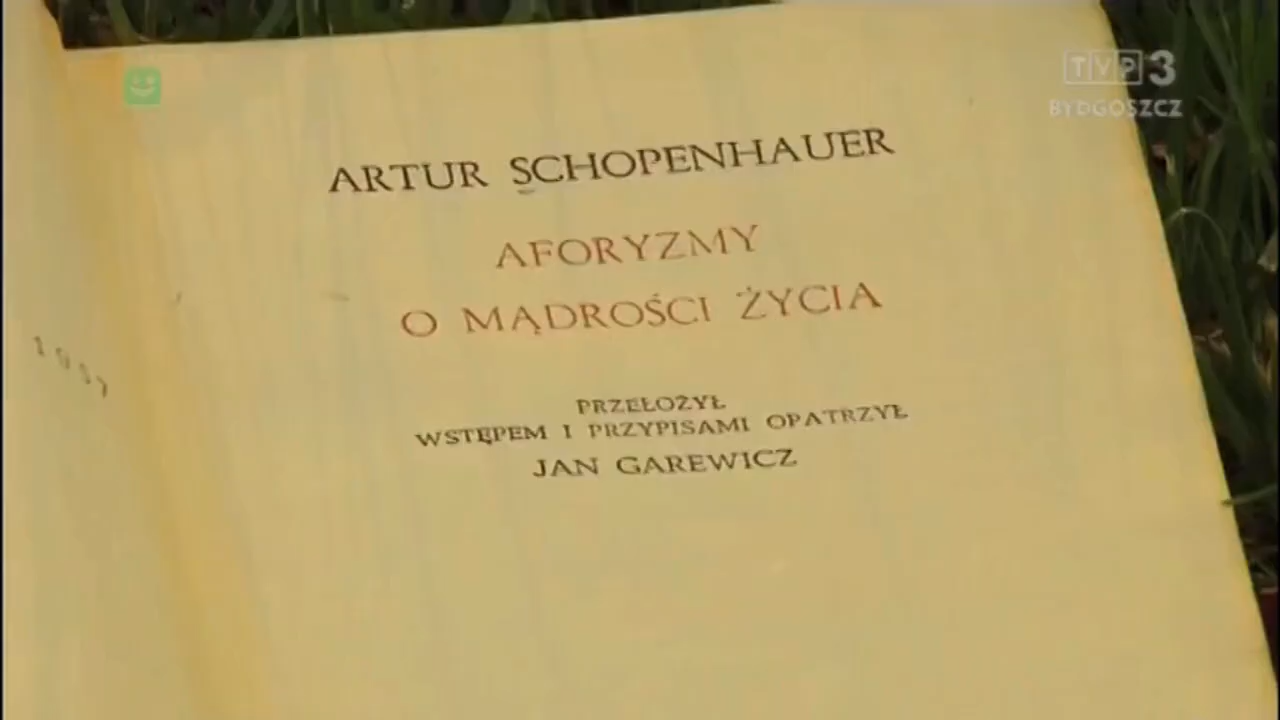 TVP3
BYDGOSZCZ
ARTUR SCHOPENHAUER
AFORYZMY
O MĄDROŚCI ŻYCIA
PRZEŁOŻYŁ
WSTĘPEM I PRZYPISAMI OPATRZYŁ
JAN GAREWICZ